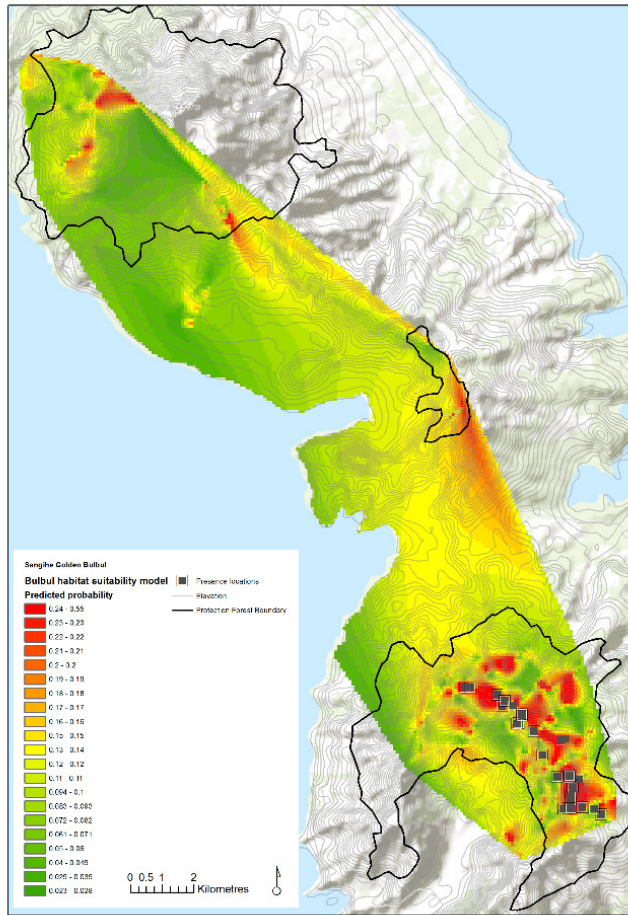 Sangihe Golden Bulbul
Bulbul habitat suitability model
Predicted probability
0.24 - 0.55
0.23 - 0.23
0.22 - 0.22
0.21 - 0.21
0.2 - 0.2
0.19 - 0.19
0.18 - 0.18
0.17 - 0.17
0.16 - 0.16
0.15 - 0.15
0.13 - 0.14
0.12 - 0.12
0.11 - 0.11
0.094 - 0.1
0.083 - 0.093
0.072 - 0.082
0.061 - 0.071
0.05 - 0.06
0.04 - 0.049
0.029 - 0.039
0.023 - 0.028
Presence locations
Elevation
Protection Forest Boundary
0 0.5 1 2
Kilometres